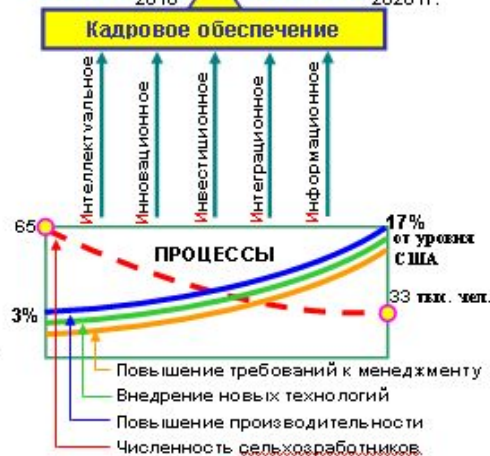 Кадровое обеспечение
Интеллектуальное
Инновационное
Инвестиционное
Интеграционное
Информационное
65
17%
от уровня
США
ПРОЦЕССЫ
33 тыс. чел.
3%
Повышение требований к менеджменту
Внедрение новых технологий
Повышение производительности
Численность сельхозработников